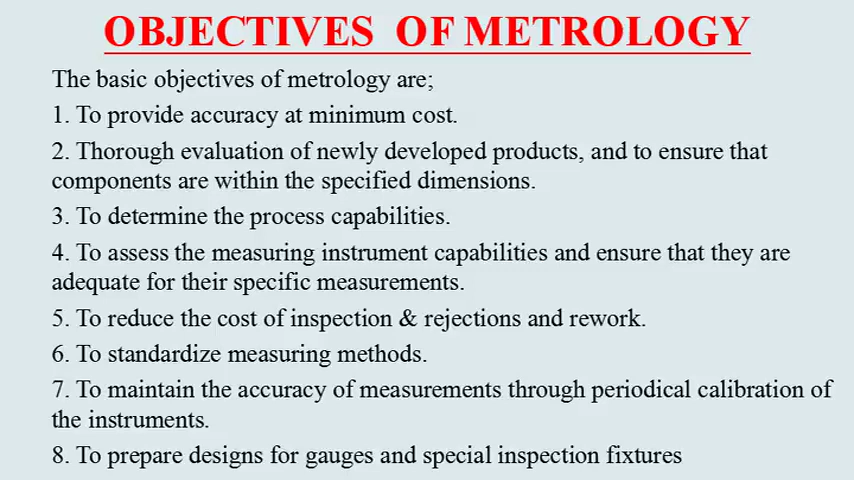 OBJECTIVES OF METROLOGY
The basic objectives of metrology are;
1. To provide accuracy at minimum cost.
2. Thorough evaluation of newly developed products, and to ensure that
components are within the specified dimensions.
3. To determine the process capabilities.
4. To assess the measuring instrument capabilities and ensure that they are
adequate for their specific measurements.
5. To reduce the cost of inspection & rejections and rework.
6. To standardize measuring methods.
7. To maintain the accuracy of measurements through periodical calibration of
the instruments.
8. To prepare designs for gauges and special inspection fixtures